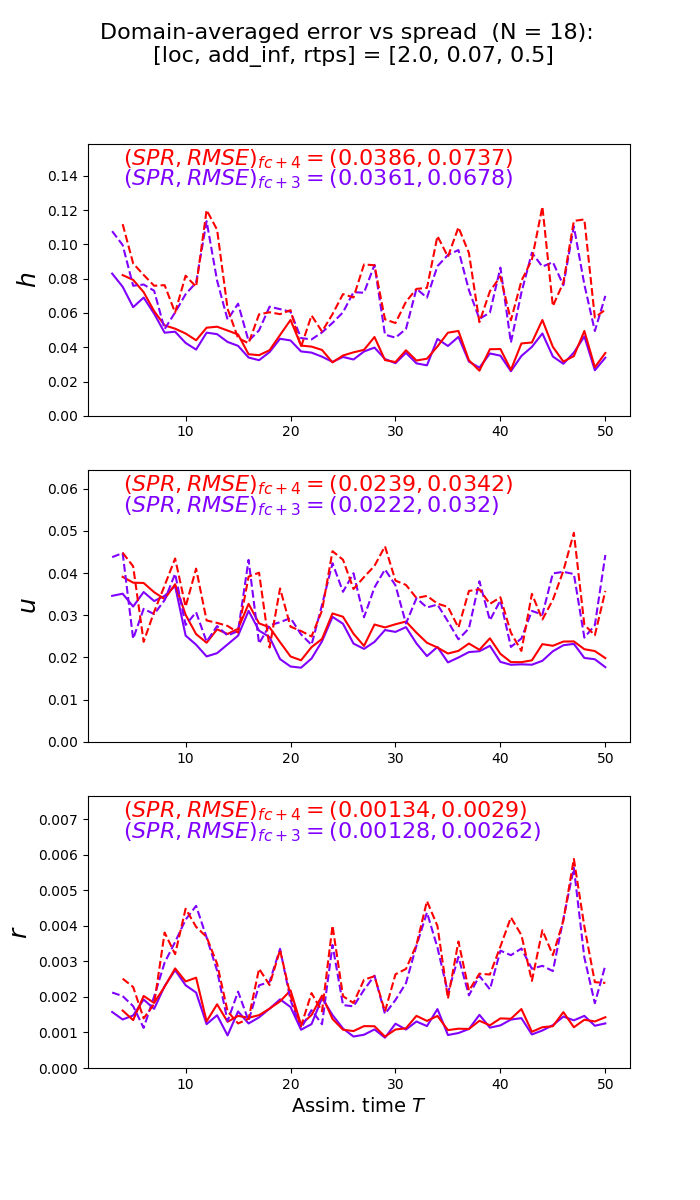 Domain-averaged error vs spread (N = 18):
[loc, add_inf, rtps] = [2.0, 0.07, 0.5]
(SPR, RMSE)fc+4 = (0.0386, 0.0737)
(SPR, RMSE)fc+3 = (0.0361, 0.0678)
0.14
0.12
0.10
0.08
0.06
0.04
0.02
0.00
h
10 20 30 40 50
(SPR, RMSE)fc+4 = (0.0239, 0.0342)
(SPR, RMSE)fc+3 = (0.0222, 0.032)
0.06
0.05
0.04
0.03
0.02
0.01
0.00
u
10 20 30 40 50
(SPR, RMSE)fc+4 = (0.00134, 0.0029)
(SPR, RMSE)fc+3 = (0.00128, 0.00262)
0.007
0.006
0.005
0.004
0.003
0.002
0.001
0.000
r
10 20 30 40 50
Assim. time T